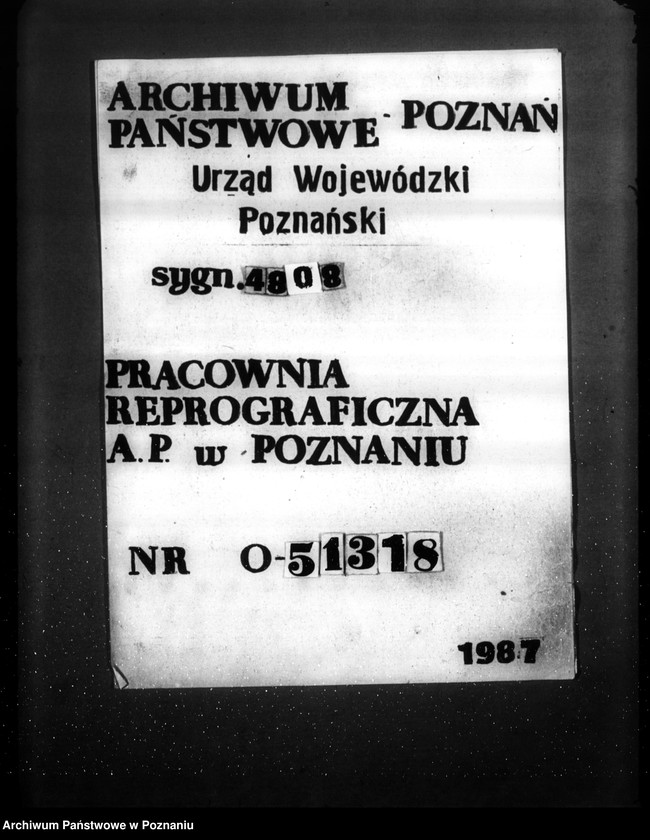 ARCHIWUM
PAŃSTWOWE - POZNAŃ
Urząd Wojewódzki
Poznański
sygn. 4808
PRACOWNIA
REPROGRAFICZNA
A.P. w POZNANIU
NR O-51318
1987
Archiwum Państwowe w Poznaniu